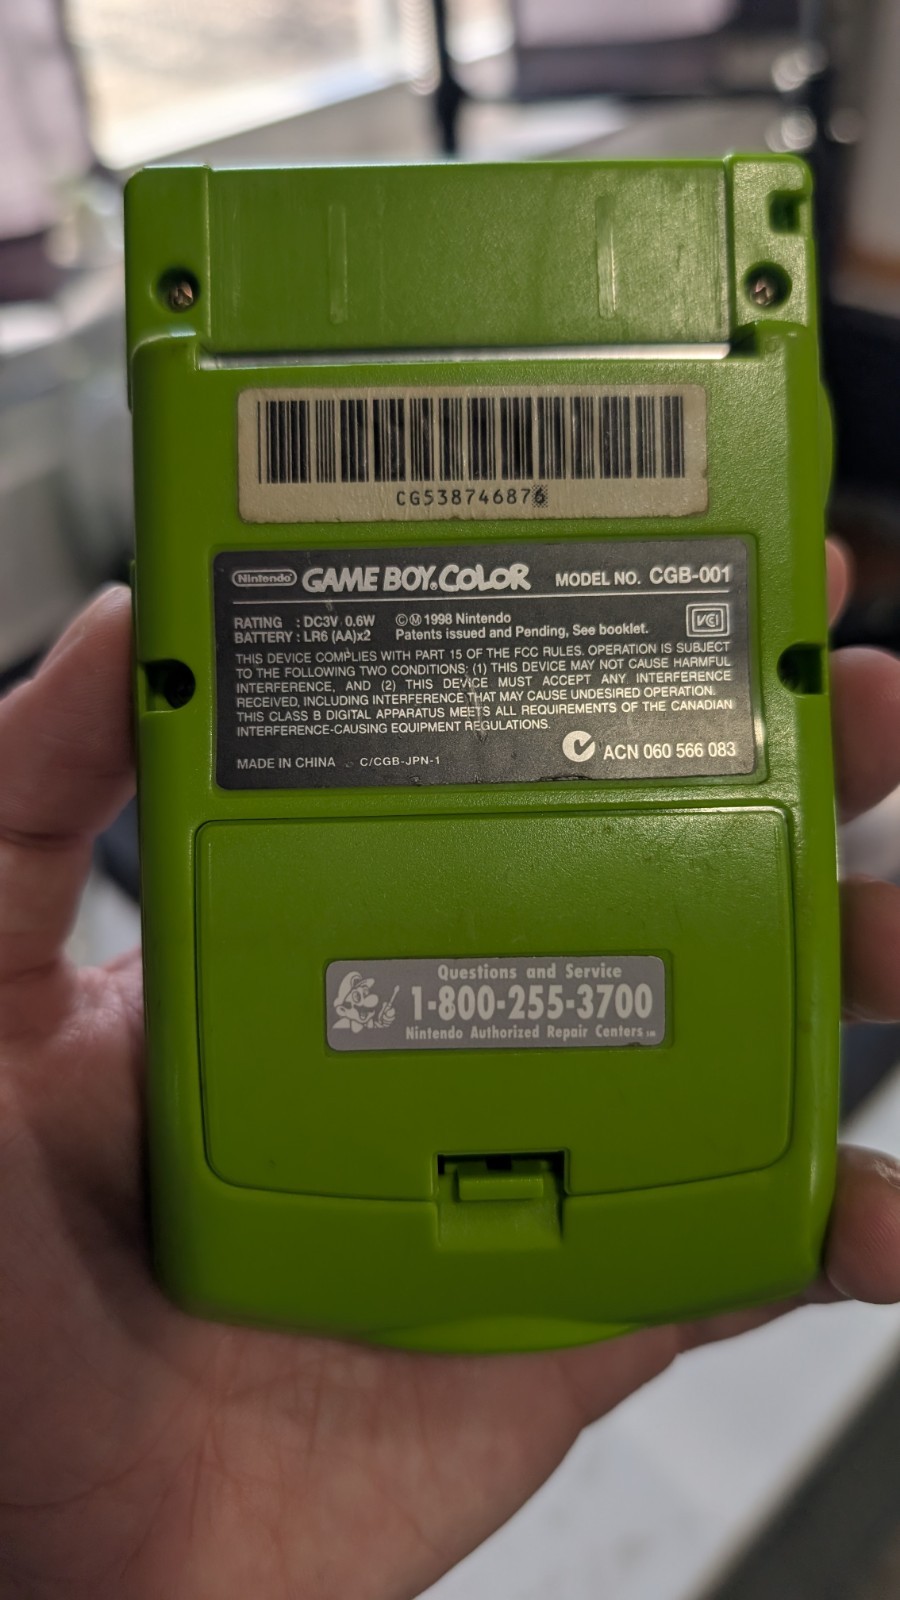 CG538746876
Nintendo GAME BOY COLOR MODEL NO. CGB-001
RATING : DC3V 0.6W ©Ⓜ 1998 Nintendo
BATTERY : LR6 (AA)x2 Patents issued and Pending, See booklet.
VCI
THIS DEVICE COMPLIES WITH PART 15 OF THE FCC RULES. OPERATION IS SUBJECT
TO THE FOLLOWING TWO CONDITIONS: (1) THIS DEVICE MAY NOT CAUSE HARMFUL
INTERFERENCE, AND (2) THIS DEVICE MUST ACCEPT ANY INTERFERENCE
RECEIVED, INCLUDING INTERFERENCE THAT MAY CAUSE UNDESIRED OPERATION.
THIS CLASS B DIGITAL APPARATUS MEETS ALL REQUIREMENTS OF THE CANADIAN
INTERFERENCE-CAUSING EQUIPMENT REGULATIONS.
MADE IN CHINA C/CGB-JPN-1 ACN 060 566 083
Questions and Service
1-800-255-3700
Nintendo Authorized Repair Centers SM